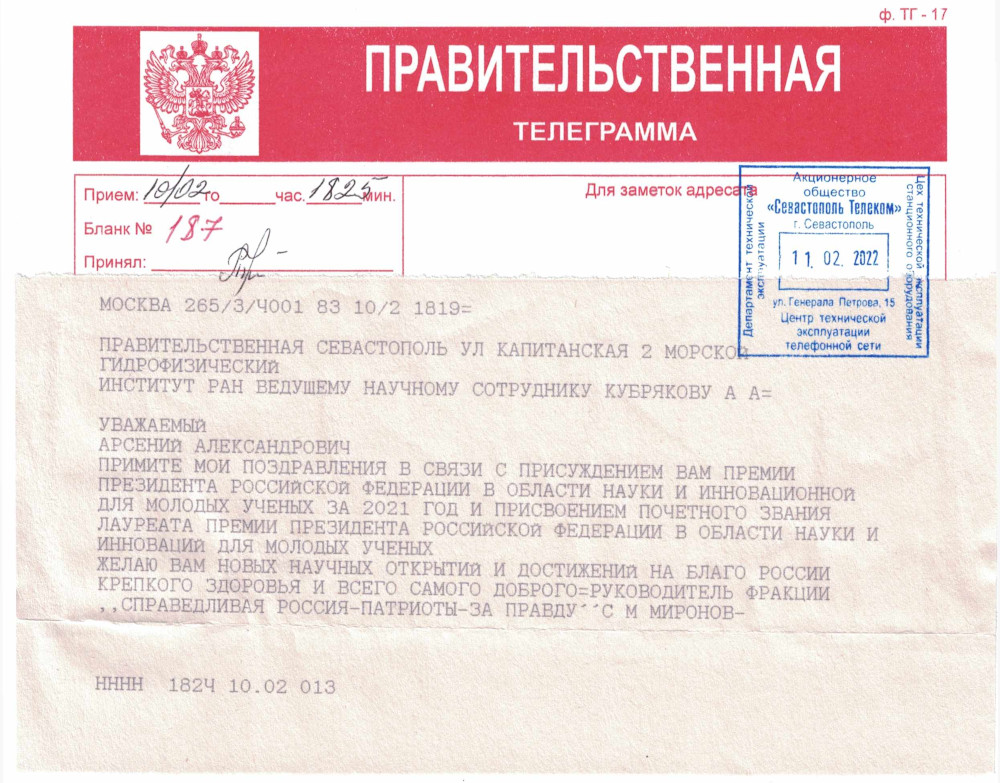 ф. ТГ - 17
ПРАВИТЕЛЬСТВЕННАЯ
ТЕЛЕГРАММА
Прием: 10/02 го ______ час. 1825 мин.
Бланк № 187
Принял:
Для заметок адресата
Акционерное
общество
«Севастополь Телеком»
г. Севастополь
11. 02. 2022
ул. Генерала Петрова, 15
Центр технической
эксплуатации
телефонной сети
Департамент технической
эксплуатации
Цех технической эксплуатации
станционного оборудования
МОСКВА 265/3/Ч001 83 10/2 1819=
ПРАВИТЕЛЬСТВЕННАЯ СЕВАСТОПОЛЬ УЛ КАПИТАНСКАЯ 2 МОРСКОЙ
ГИДРОФИЗИЧЕСКИЙ
ИНСТИТУТ РАН ВЕДУЩЕМУ НАУЧНОМУ СОТРУДНИКУ КУБРЯКОВУ А А=
УВАЖАЕМЫЙ
АРСЕНИЙ АЛЕКСАНДРОВИЧ
ПРИМИТЕ МОИ ПОЗДРАВЛЕНИЯ В СВЯЗИ С ПРИСУЖДЕНИЕМ ВАМ ПРЕМИИ
ПРЕЗИДЕНТА РОССИЙСКОЙ ФЕДЕРАЦИИ В ОБЛАСТИ НАУКИ И ИННОВАЦИОННОЙ
ДЛЯ МОЛОДЫХ УЧЕНЫХ ЗА 2021 ГОД И ПРИСВОЕНИЕМ ПОЧЕТНОГО ЗВАНИЯ
ЛАУРЕАТА ПРЕМИИ ПРЕЗИДЕНТА РОССИЙСКОЙ ФЕДЕРАЦИИ В ОБЛАСТИ НАУКИ И
ИННОВАЦИЙ ДЛЯ МОЛОДЫХ УЧЕНЫХ
ЖЕЛАЮ ВАМ НОВЫХ НАУЧНЫХ ОТКРЫТИЙ И ДОСТИЖЕНИЙ НА БЛАГО РОССИИ
КРЕПКОГО ЗДОРОВЬЯ И ВСЕГО САМОГО ДОБРОГО=РУКОВОДИТЕЛЬ ФРАКЦИИ
,,СПРАВЕДЛИВАЯ РОССИЯ-ПАТРИОТЫ-ЗА ПРАВДУ´´С М МИРОНОВ-
НННН 182Ч 10.02 013